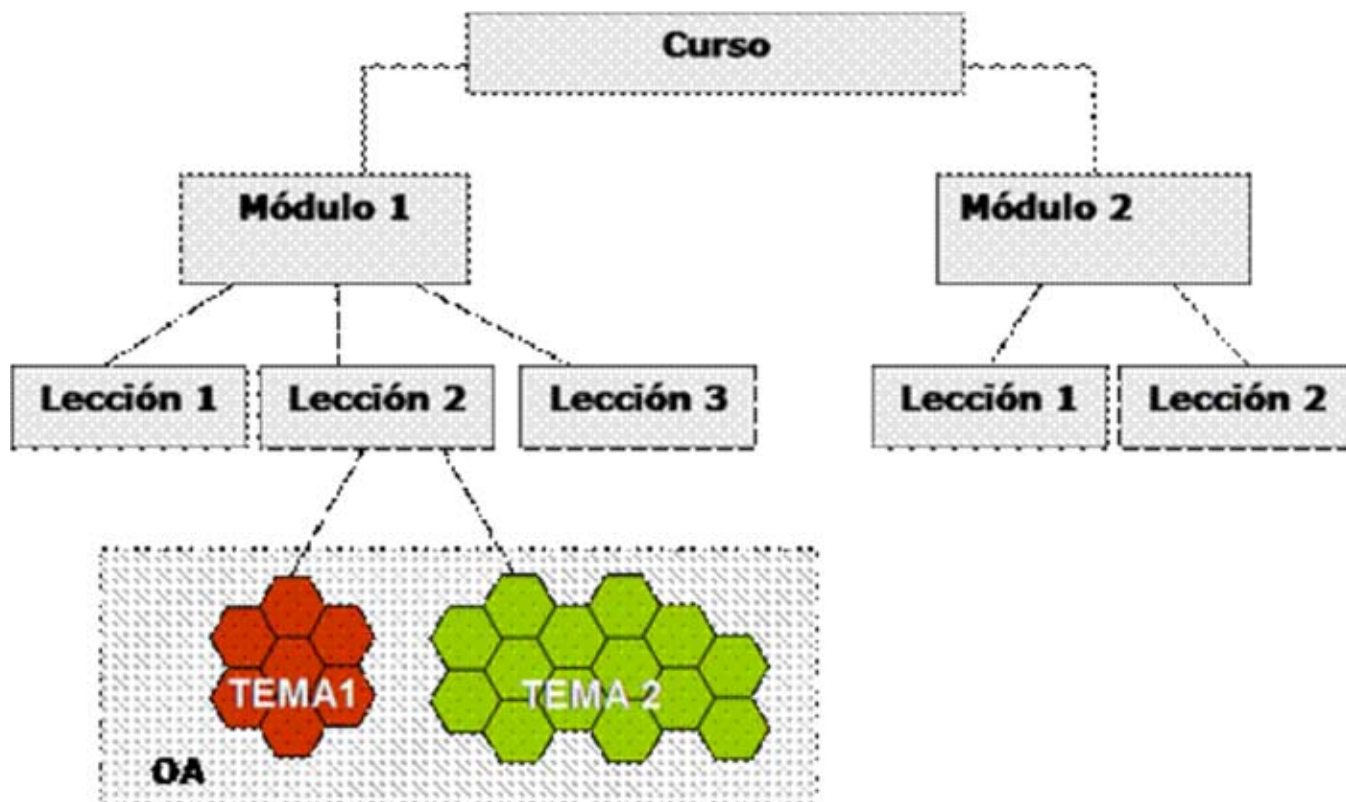 Curso
Módulo 1
Módulo 2
Lección 1
Lección 2
Lección 3
Lección 1
Lección 2
TEMA1
TEMA 2
OA